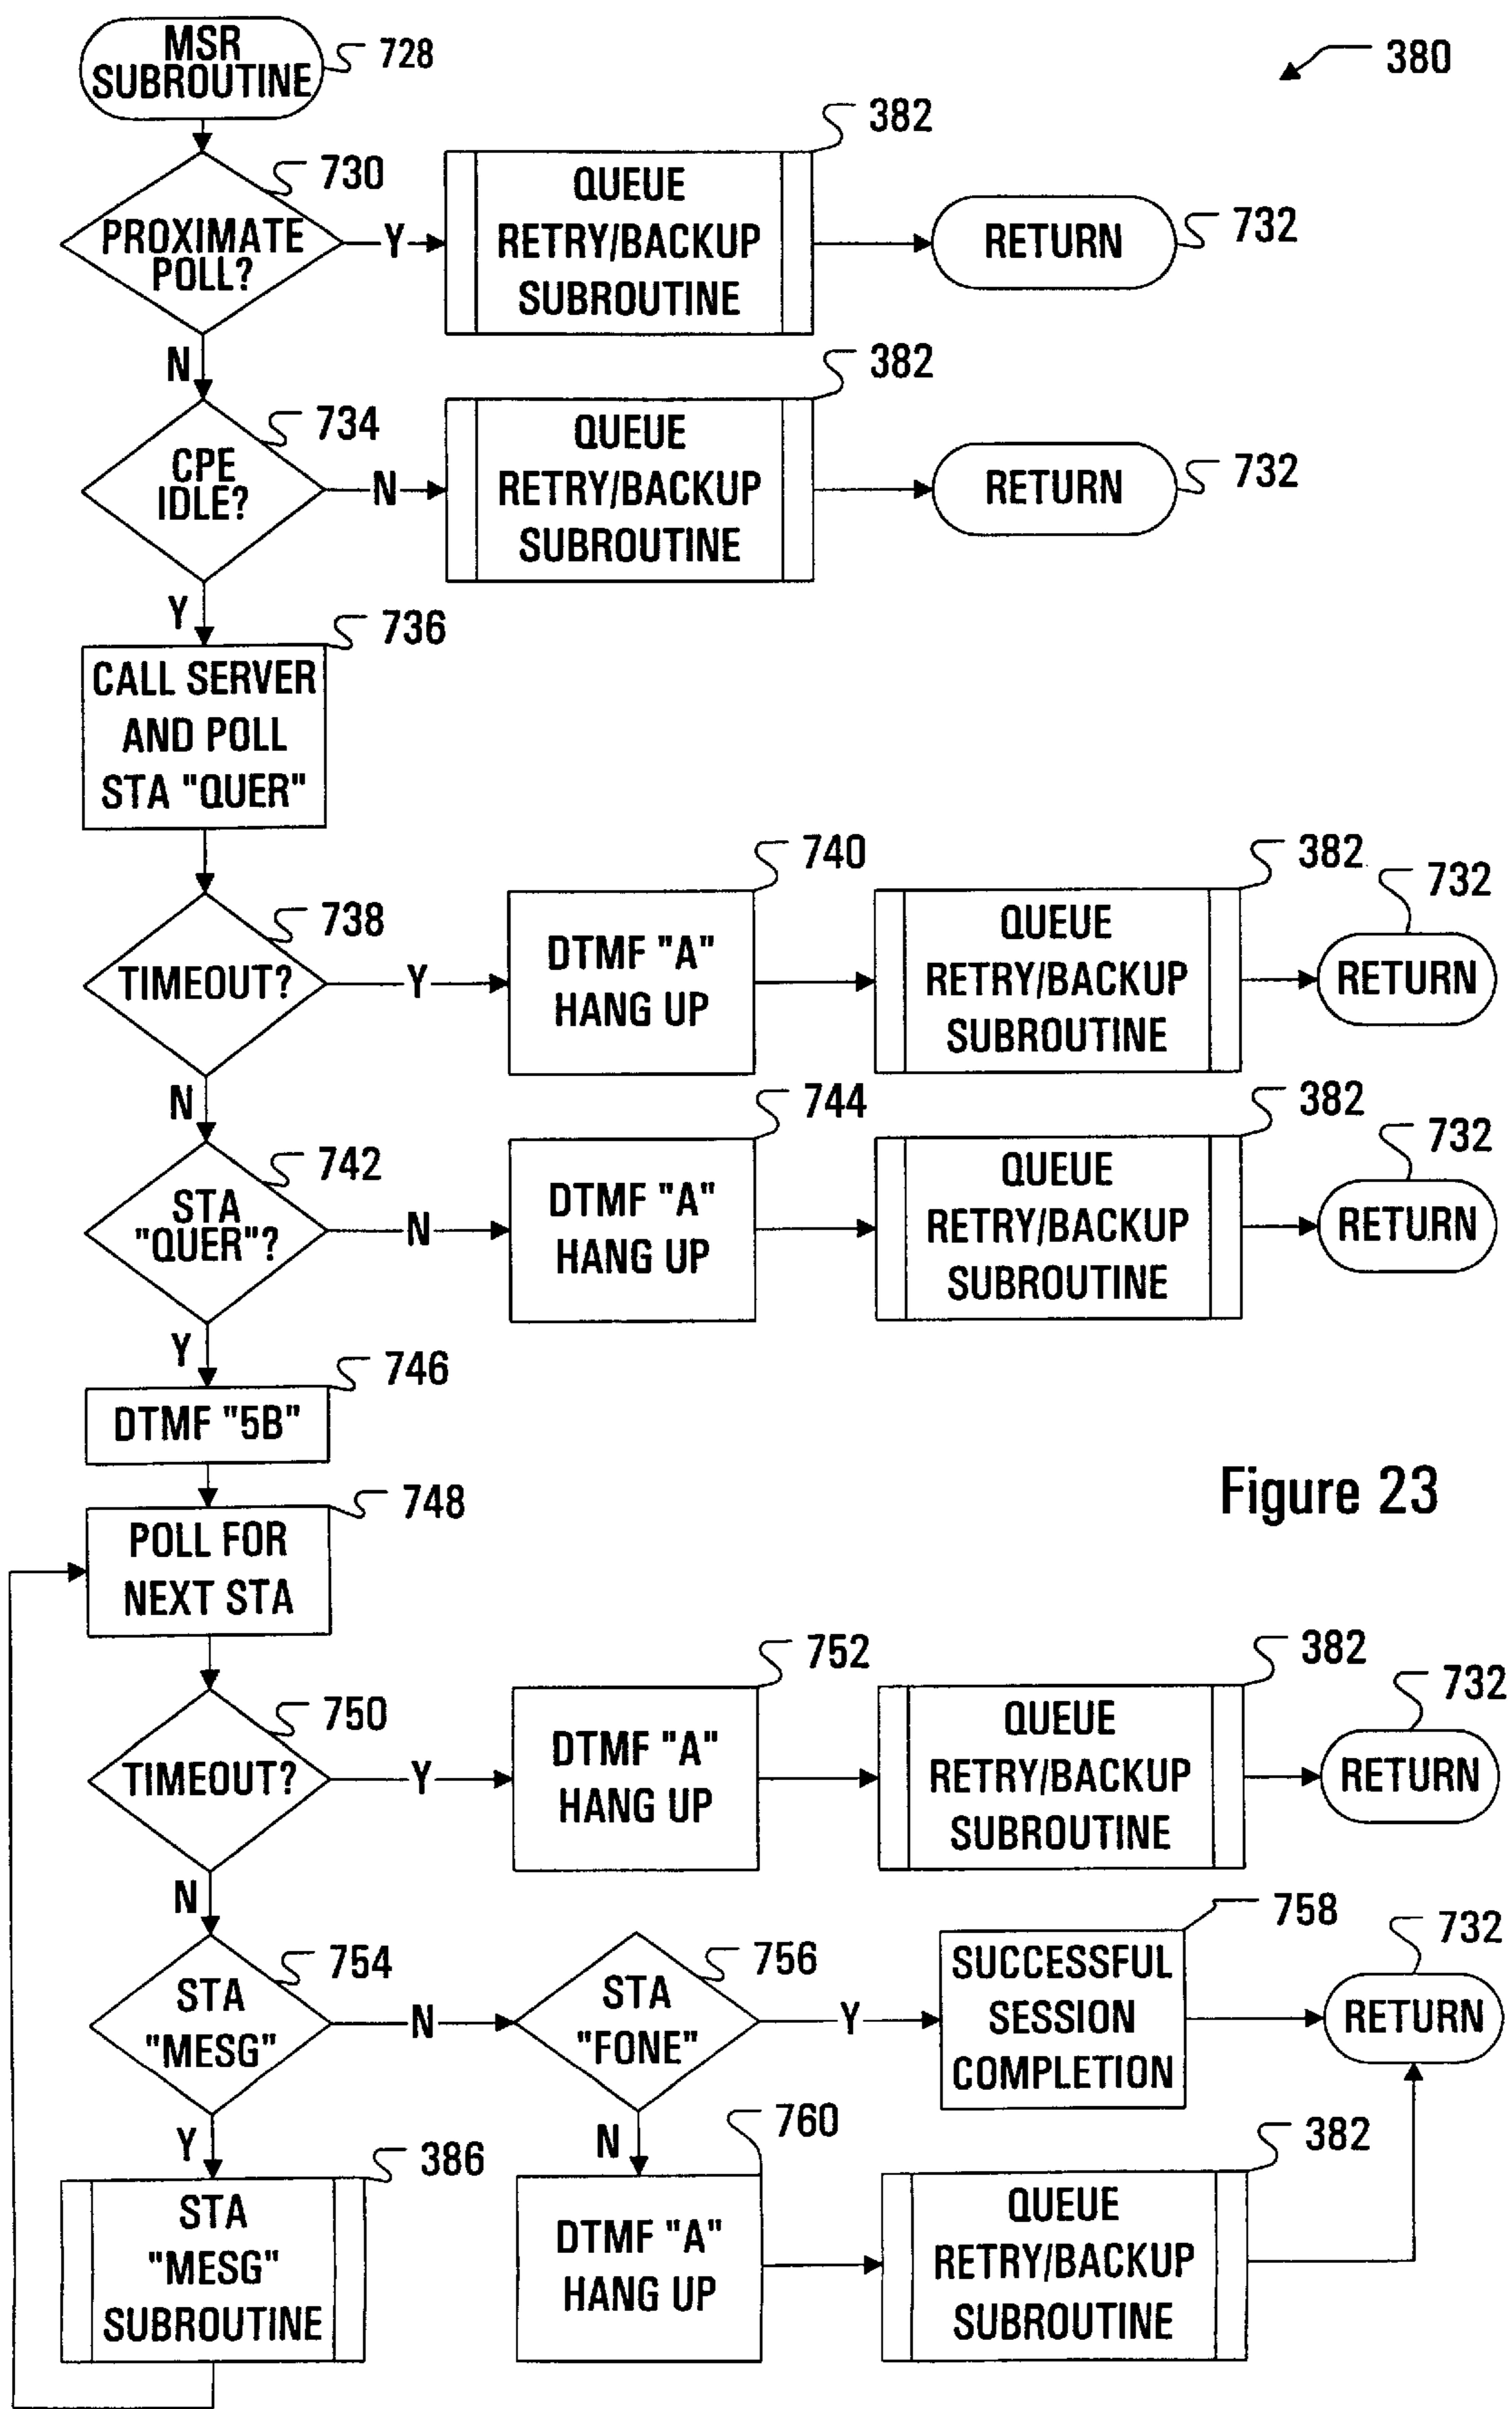 MSR
SUBROUTINE
728
380
382
730
PROXIMATE
POLL?
Y
QUEUE
RETRY/BACKUP
SUBROUTINE
RETURN
732
N
382
734
CPE
IDLE?
N
QUEUE
RETRY/BACKUP
SUBROUTINE
RETURN
732
Y
736
CALL SERVER
AND POLL
STA "QUER"
738
TIMEOUT?
Y
740
DTMF "A"
HANG UP
382
QUEUE
RETRY/BACKUP
SUBROUTINE
732
RETURN
N
742
STA
"QUER"?
N
744
DTMF "A"
HANG UP
382
QUEUE
RETRY/BACKUP
SUBROUTINE
732
RETURN
Y
746
DTMF "5B"
Figure 23
748
POLL FOR
NEXT STA
750
TIMEOUT?
Y
752
DTMF "A"
HANG UP
382
QUEUE
RETRY/BACKUP
SUBROUTINE
732
RETURN
N
754
STA
"MESG"
N
756
STA
"FONE"
Y
758
SUCCESSFUL
SESSION
COMPLETION
732
RETURN
Y
386
STA
"MESG"
SUBROUTINE
N
760
DTMF "A"
HANG UP
382
QUEUE
RETRY/BACKUP
SUBROUTINE